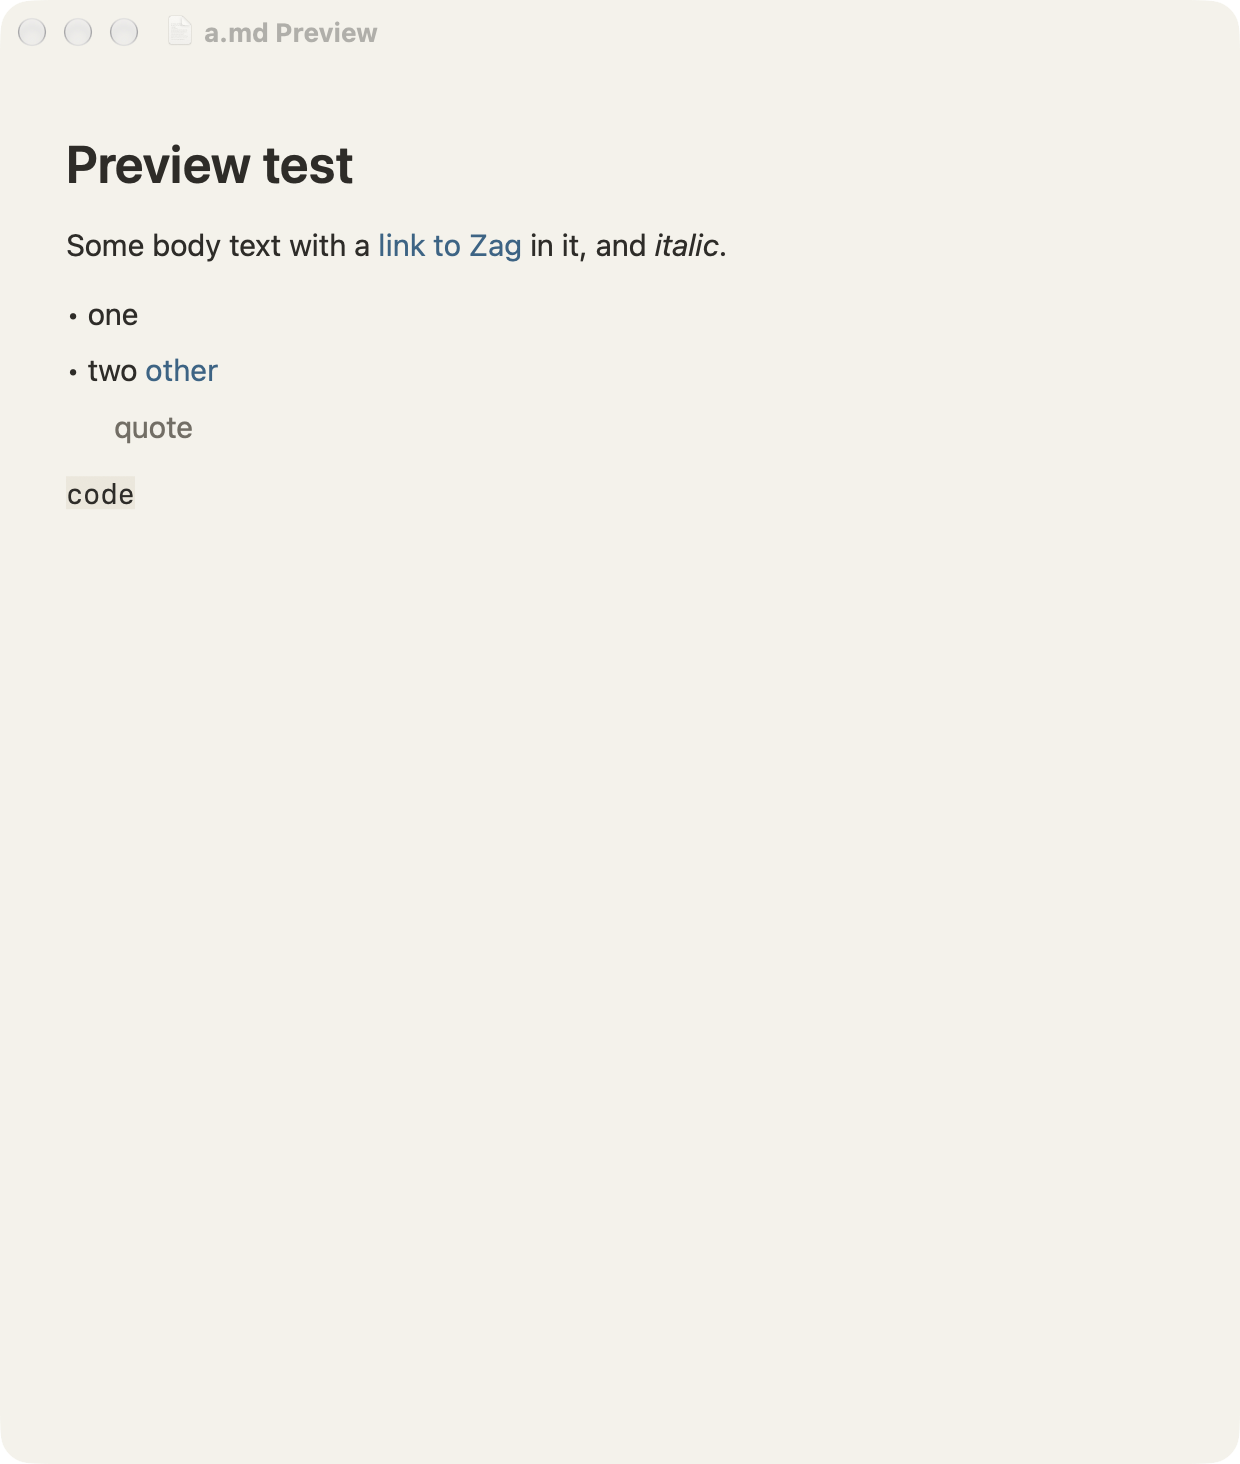 a.md Preview
Preview test
Some body text with a link to Zag in it, and italic.
• one
• two other
quote
code